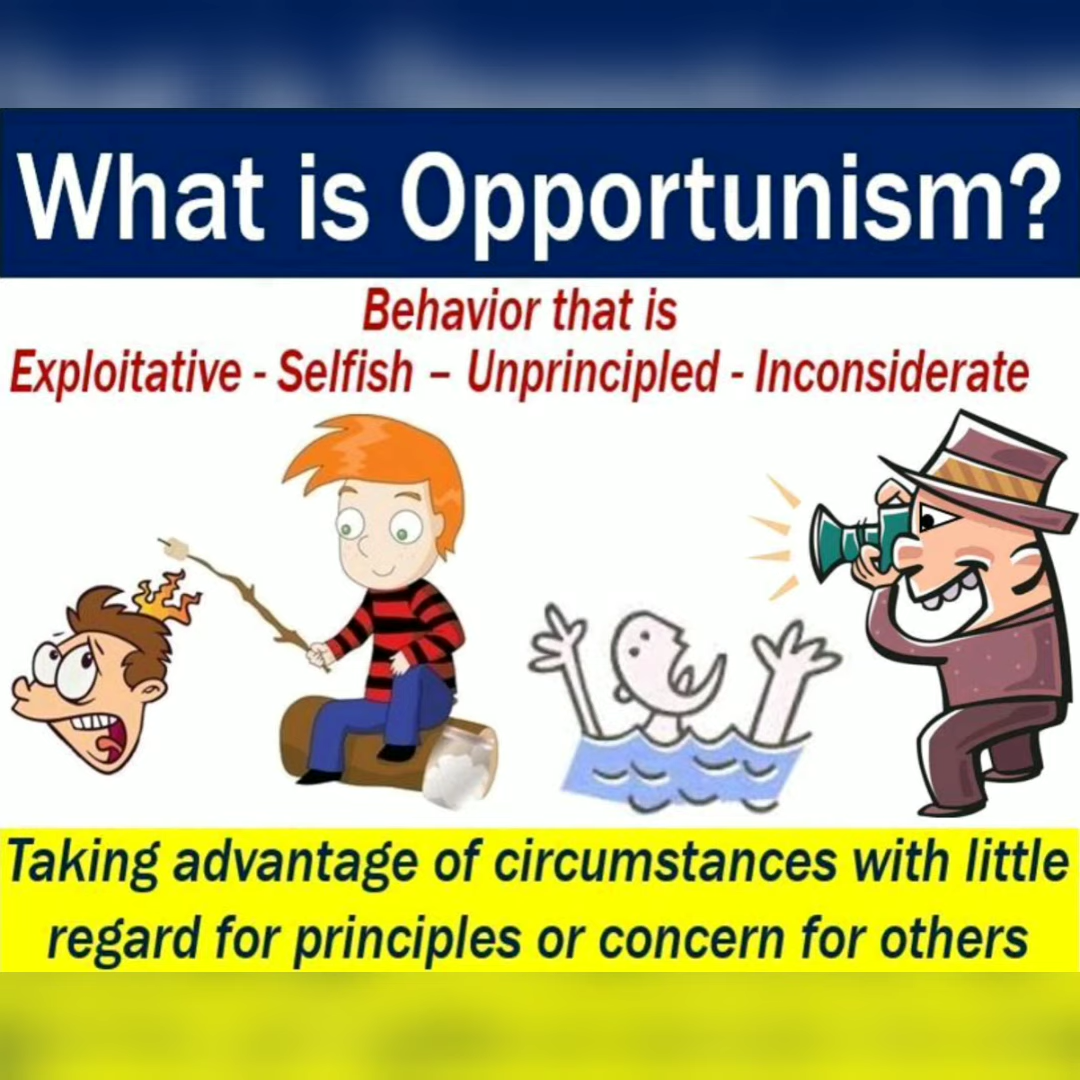 What is Opportunism?
Behavior that is
Exploitative - Selfish – Unprincipled - Inconsiderate
Taking advantage of circumstances with little
regard for principles or concern for others